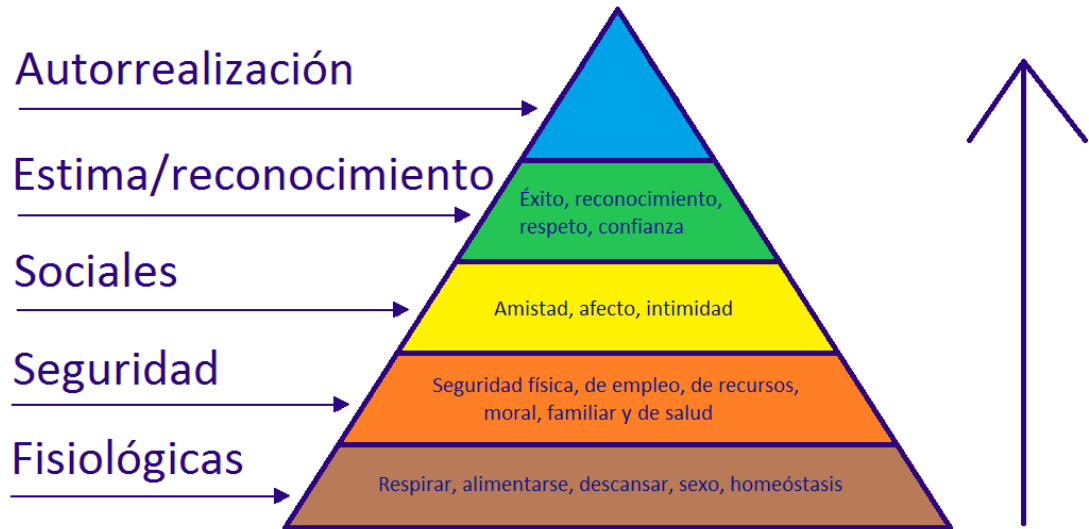 Autorrealización
Estima/reconocimiento
Éxito, reconocimiento,
respeto, confianza
Sociales
Amistad, afecto, intimidad
Seguridad
Seguridad física, de empleo, de recursos,
moral, familiar y de salud
Fisiológicas
Respirar, alimentarse, descansar, sexo, homeóstasis